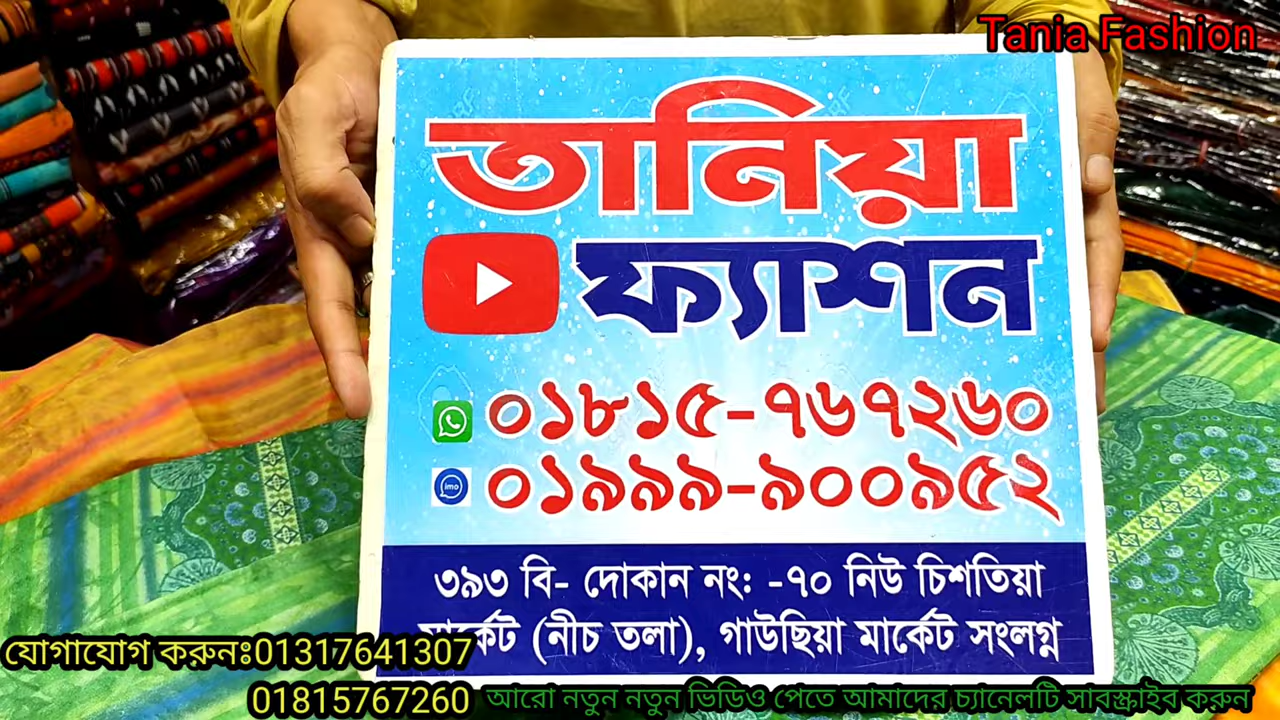 Tania Fashion
তানিয়া
ফ্যাশন
০১৮১৫-৭৬৭২৬০
imo ০১৯৯৯-৯০০৯৫২
৩৯৩ বি- দোকান নং: -৭০ নিউ চিশতিয়া
মার্কেট (নীচ তলা), গাউছিয়া মার্কেট সংলগ্ন
যোগাযোগ করুনঃ01317641307
01815767260
আরো নতুন নতুন ভিডিও পেতে আমাদের চ্যানেলটি সাবস্ক্রাইব করুন